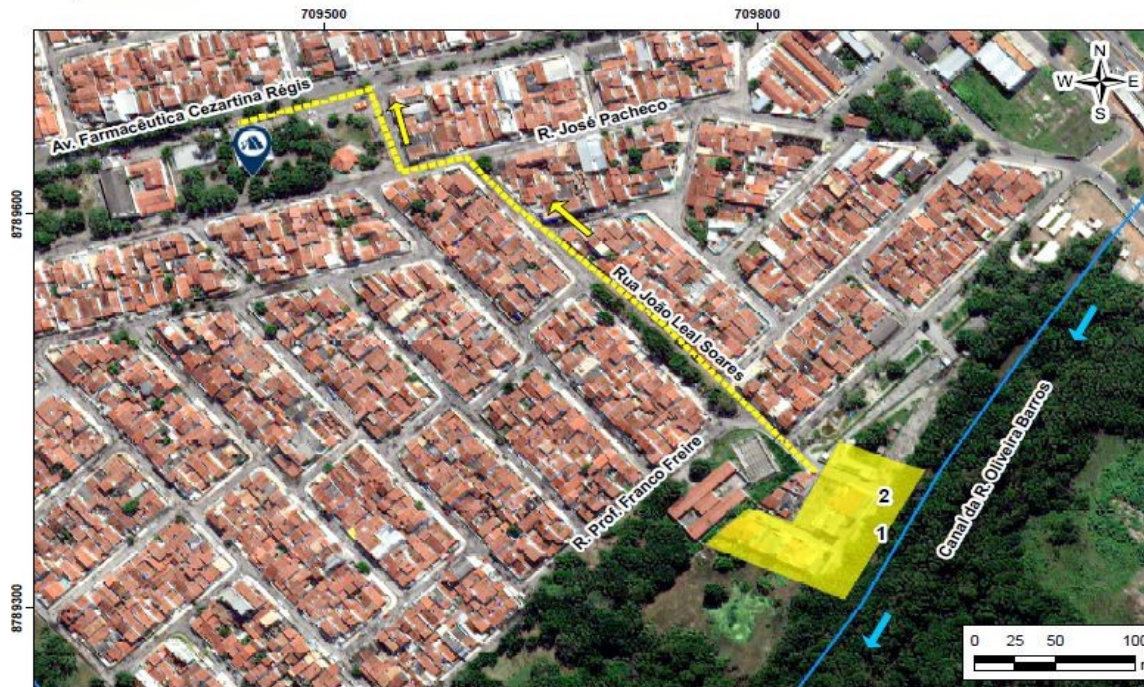 709500
709800
N
W E
S
Av. Farmacêutica Cezartina Régis
R. José Pacheco
8789600
Rua João Leal Soares
R. Prof. Franco Freire
Canal da R. Oliveira Barros
2
1
8789300
0 25 50 100